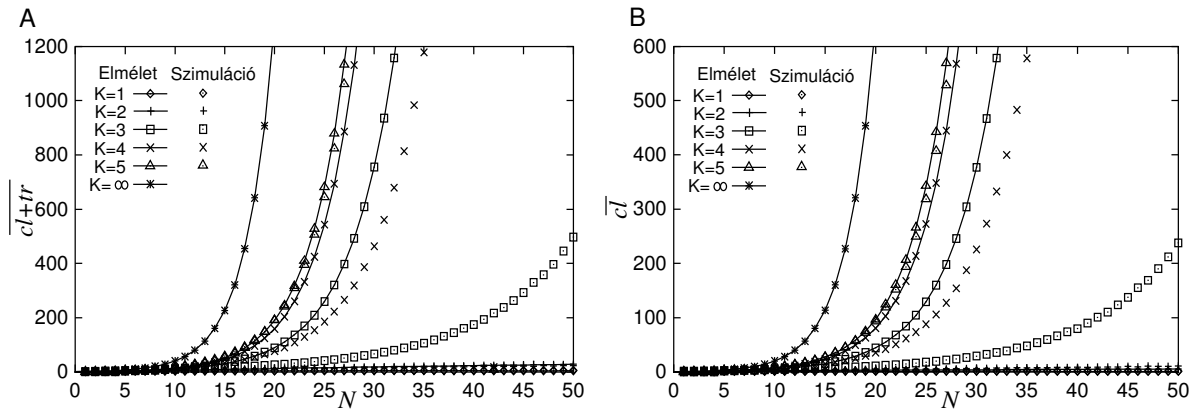 A
1200
1000
800
600
400
200
0
0 5 10 15 20 25 30 35 40 45 50
N
cl+tr
Elmélet Szimuláció
K=1
K=2
K=3
K=4
K=5
K=∞
B
600
500
400
300
200
100
0
0 5 10 15 20 25 30 35 40 45 50
N
cl
Elmélet Szimuláció
K=1
K=2
K=3
K=4
K=5
K=∞